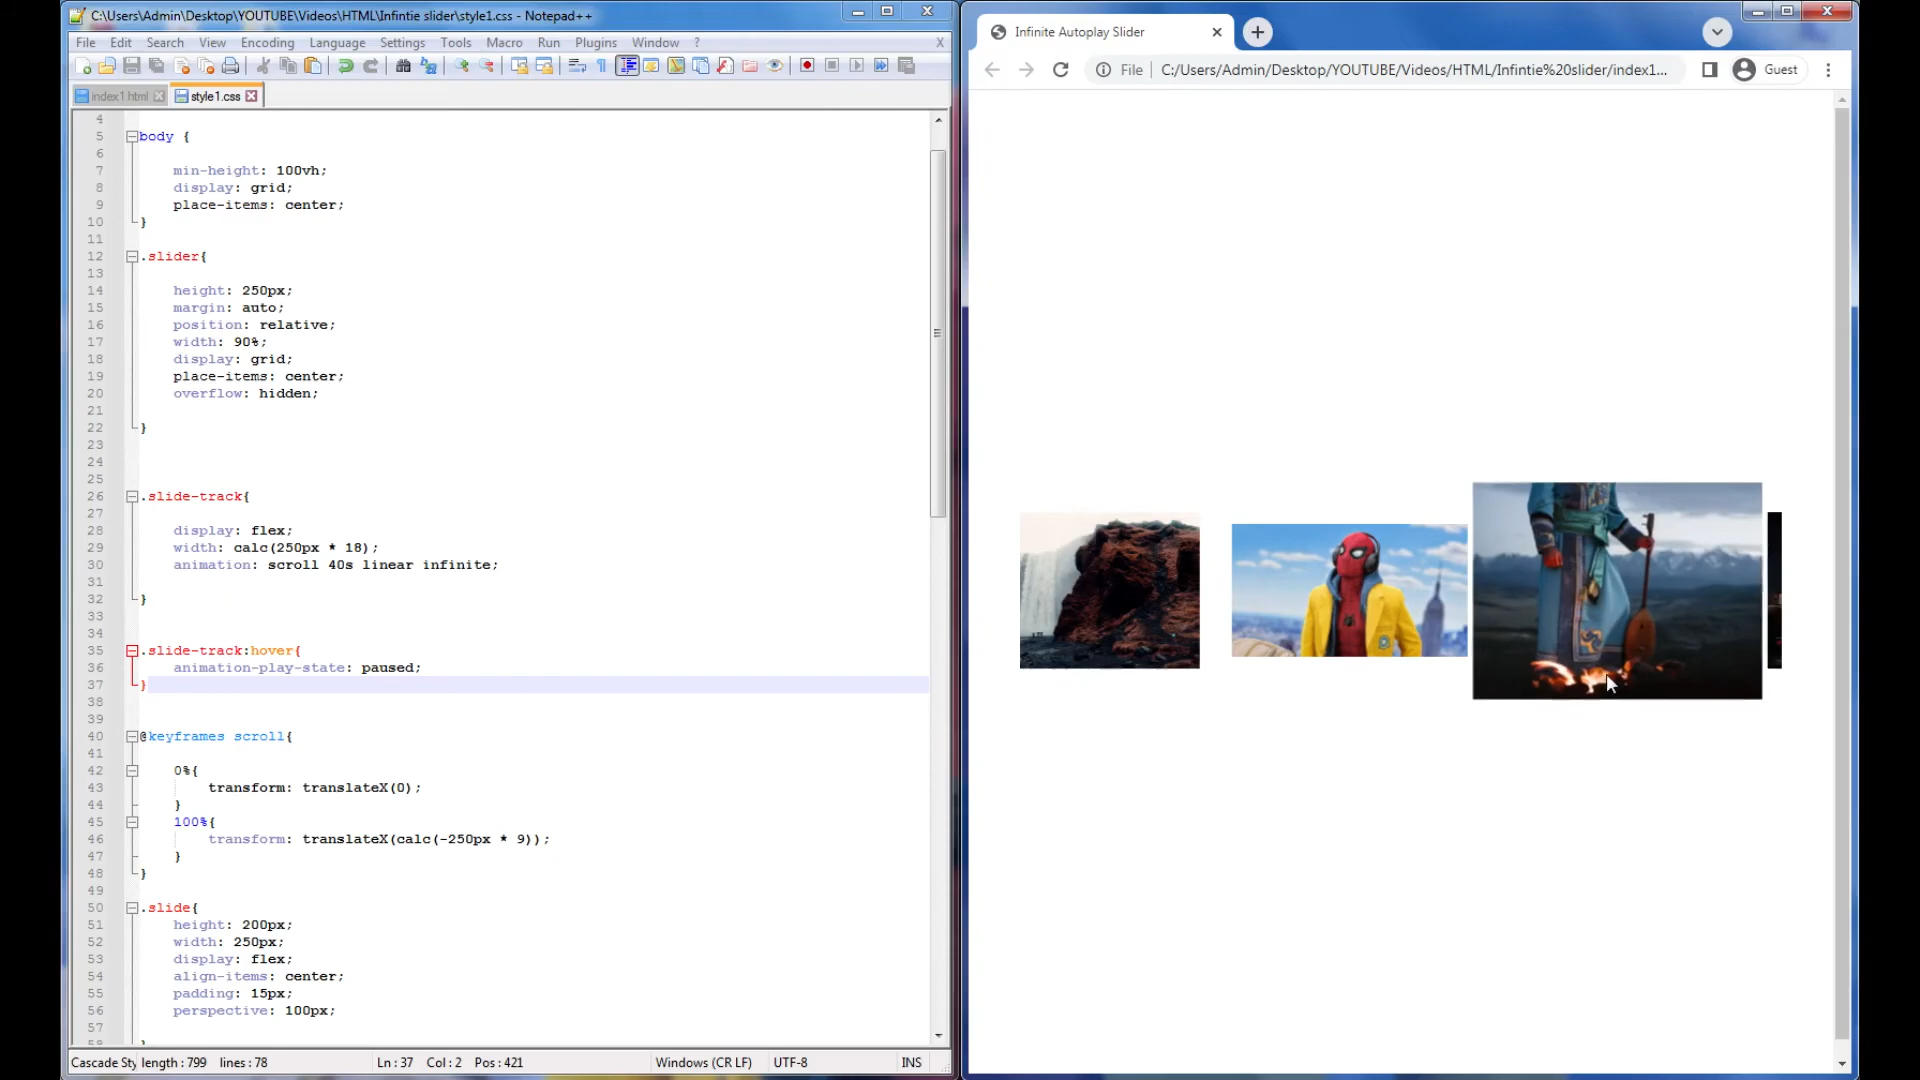 C:\Users\Admin\Desktop\YOUTUBE\Videos\HTML\Infintie slider\style1.css - Notepad++
File Edit Search View Encoding Language Settings Tools Macro Run Plugins Window ? X
index1 html style1.css
4
5 body {
6
7 min-height: 100vh;
8 display: grid;
9 place-items: center;
10 }
11
12 .slider{
13
14 height: 250px;
15 margin: auto;
16 position: relative;
17 width: 90%;
18 display: grid;
19 place-items: center;
20 overflow: hidden;
21
22 }
23
24
25
26 .slide-track{
27
28 display: flex;
29 width: calc(250px * 18);
30 animation: scroll 40s linear infinite;
31
32 }
33
34
35 .slide-track:hover{
36 animation-play-state: paused;
37 }
38
39
40 @keyframes scroll{
41
42 0%{
43 transform: translateX(0);
44 }
45 100%{
46 transform: translateX(calc(-250px * 9));
47 }
48 }
49
50 .slide{
51 height: 200px;
52 width: 250px;
53 display: flex;
54 align-items: center;
55 padding: 15px;
56 perspective: 100px;
57
58 }
Cascade Sty length : 799 lines : 78 Ln : 37 Col : 2 Pos : 421 Windows (CR LF) UTF-8 INS
Infinite Autoplay Slider
File C:/Users/Admin/Desktop/YOUTUBE/Videos/HTML/Infintie%20slider/index1... Guest